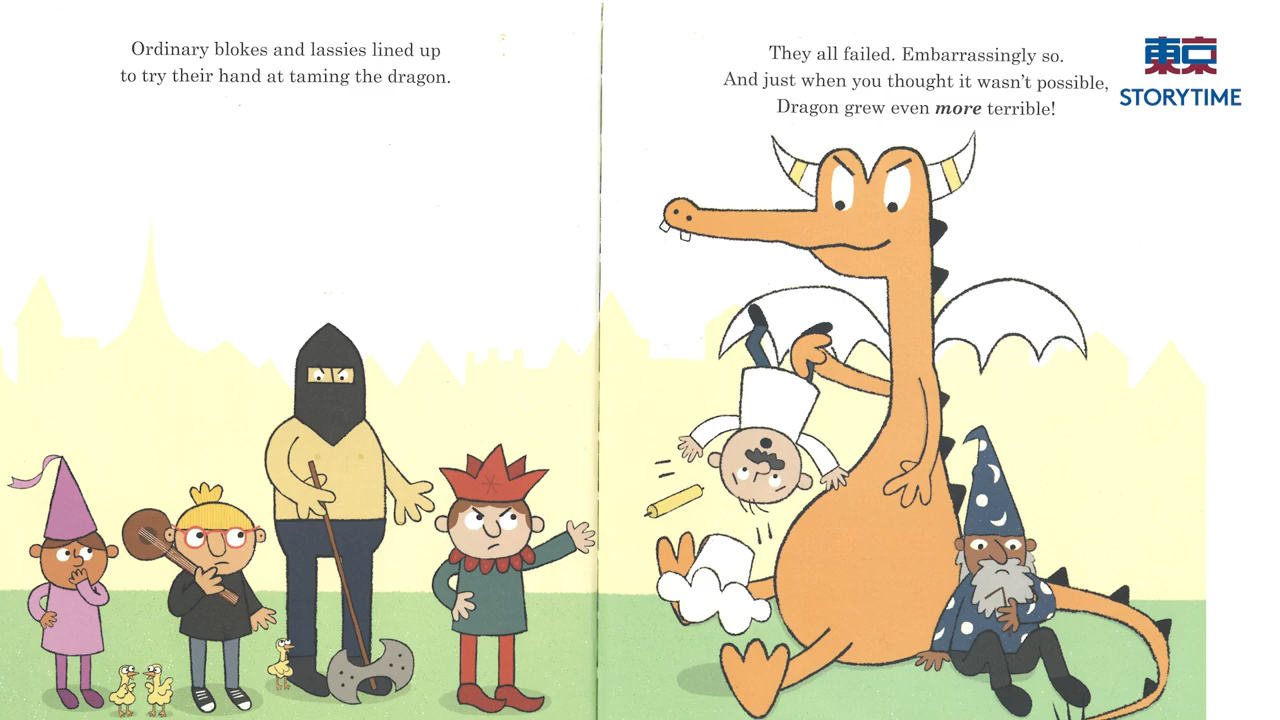 Ordinary blokes and lassies lined up
to try their hand at taming the dragon.
They all failed. Embarrassingly so.
And just when you thought it wasn't possible,
Dragon grew even more terrible!
東京
STORYTIME